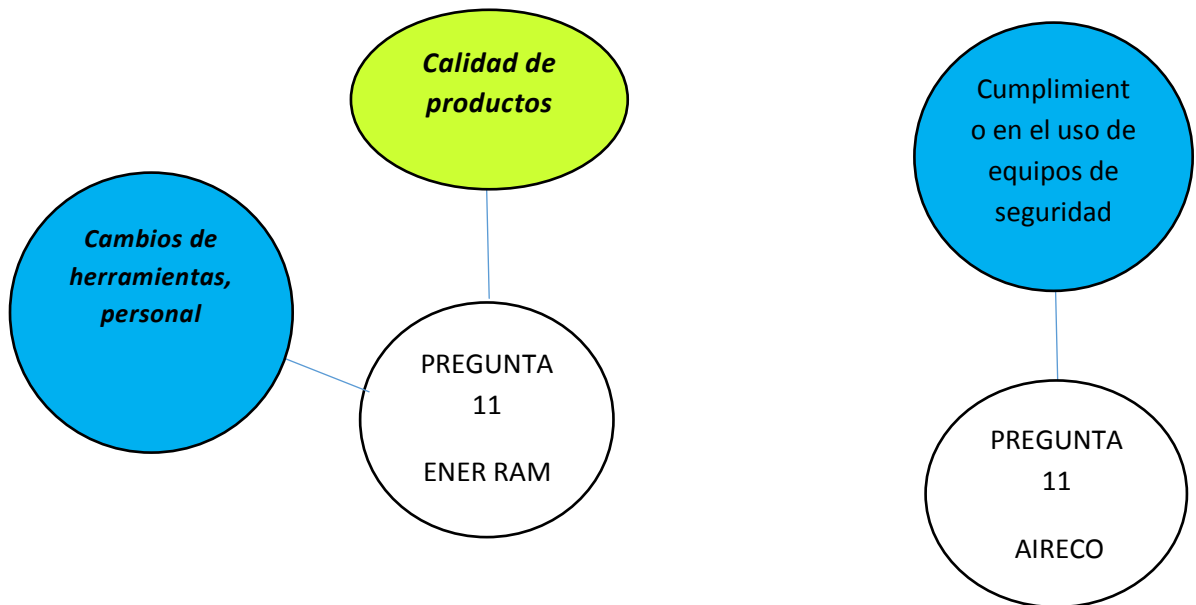 Calidad de
productos
Cambios de
herramientas,
personal
PREGUNTA
11
ENER RAM
Cumplimient
o en el uso de
equipos de
seguridad
PREGUNTA
11
AIRECO